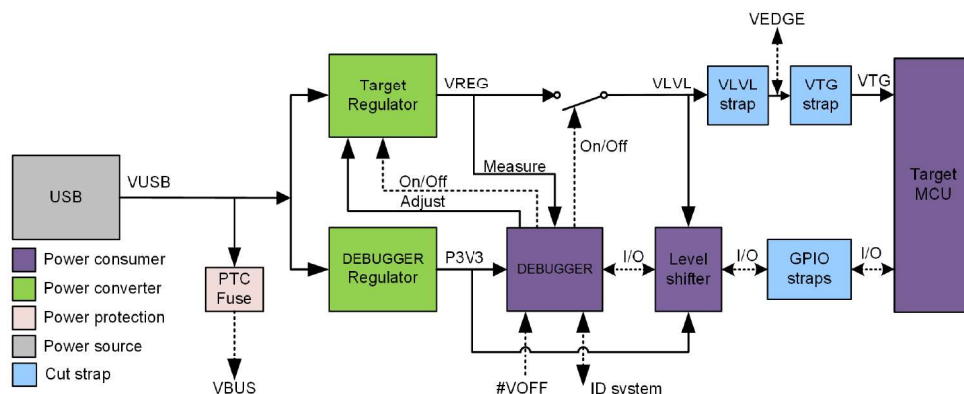 VEDGE
Target
Regulator
VREG
VLVL
VLVL
strap
VTG
strap
VTG
On/Off
Measure
On/Off
Adjust
USB
VUSB
Target
MCU
DEBUGGER
Regulator
P3V3
DEBUGGER
I/O
Level
shifter
I/O
GPIO
straps
I/O
PTC
Fuse
VBUS
#VOFF
ID system
Power consumer
Power converter
Power protection
Power source
Cut strap